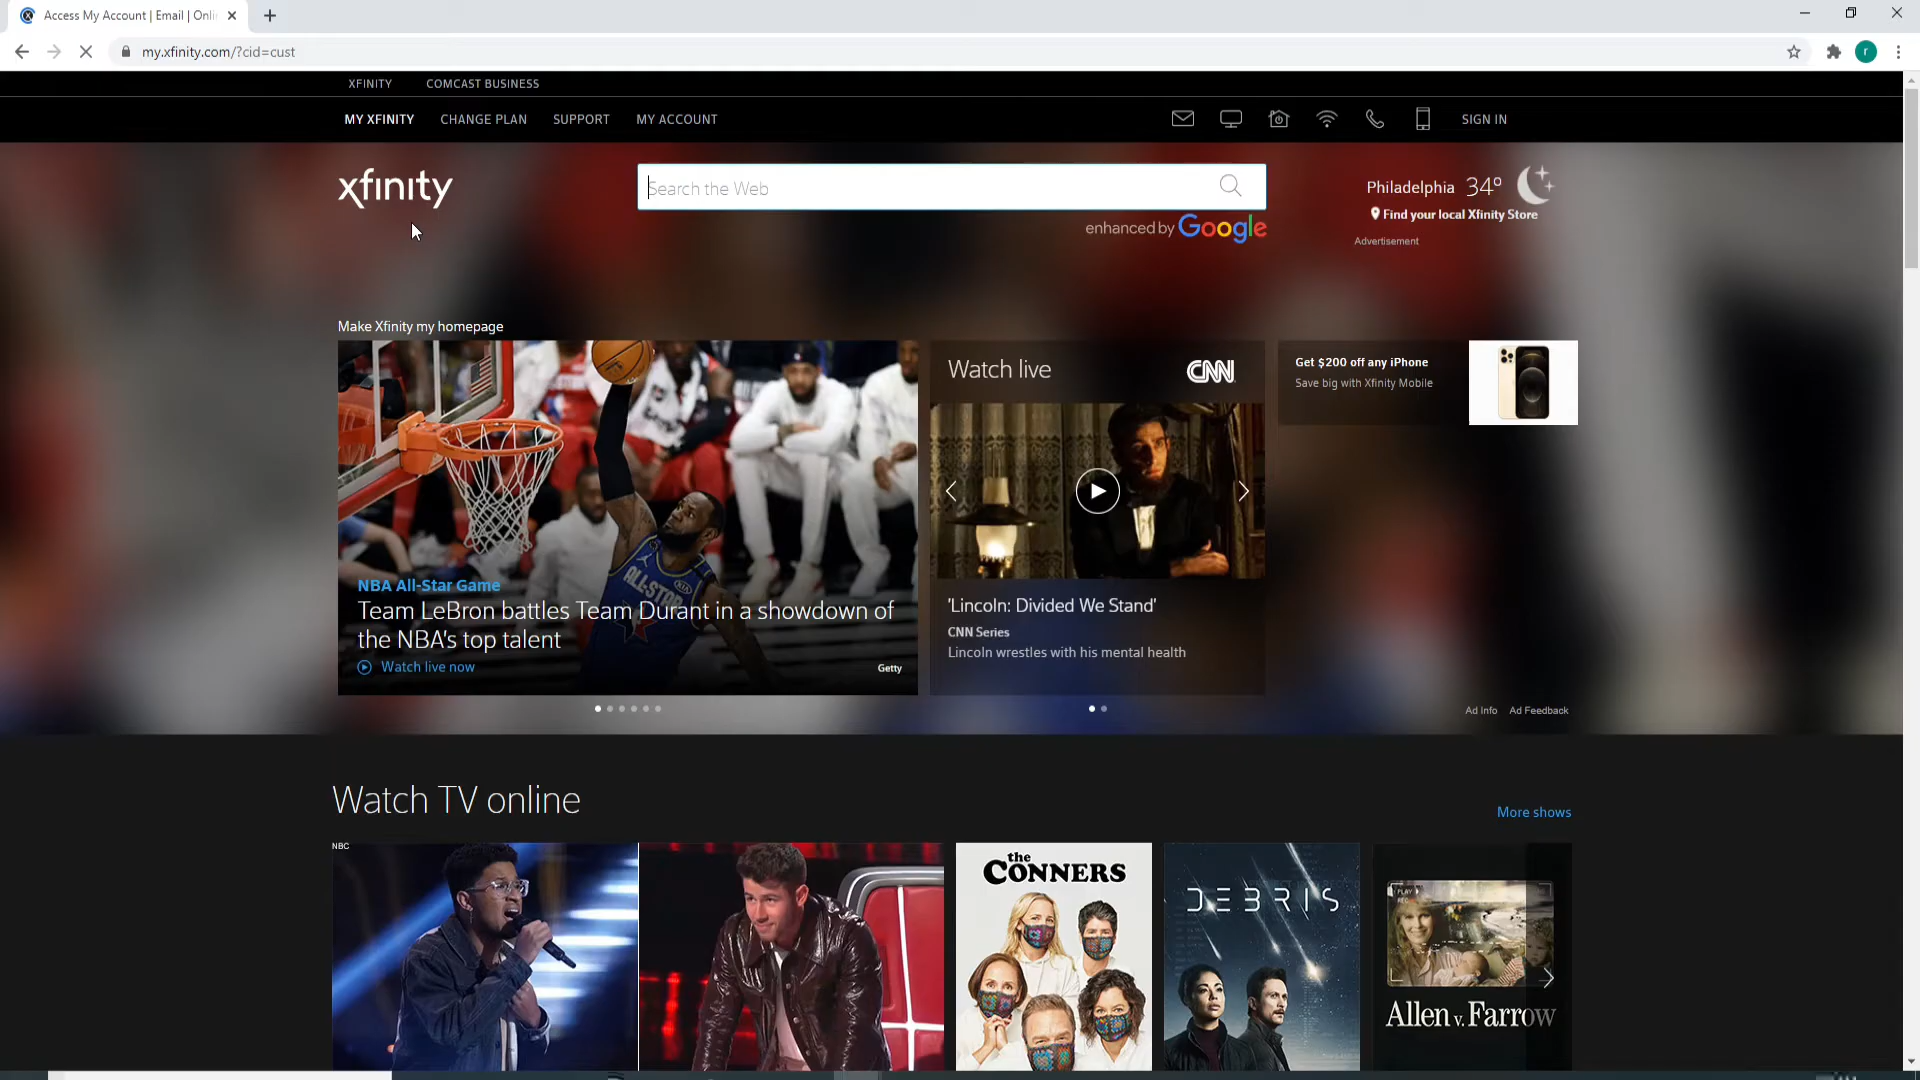 Access My Account | Email | Onli
my.xfinity.com/?cid=cust
r
XFINITY COMCAST BUSINESS
MY XFINITY CHANGE PLAN SUPPORT MY ACCOUNT SIGN IN
xfinity
Search the Web
enhanced by Google
Philadelphia 34°
Find your local Xfinity Store
Advertisement
Make Xfinity my homepage
NBA All-Star Game
Team LeBron battles Team Durant in a showdown of
the NBA's top talent
Watch live now
Getty
ALL-STAR
Watch live CNN
'Lincoln: Divided We Stand'
CNN Series
Lincoln wrestles with his mental health
Get $200 off any iPhone
Save big with Xfinity Mobile
Ad Info Ad Feedback
Watch TV online
More shows
NBC
the
CONNERS
DEBRIS
PLAY
REC
Allen v. Farrow